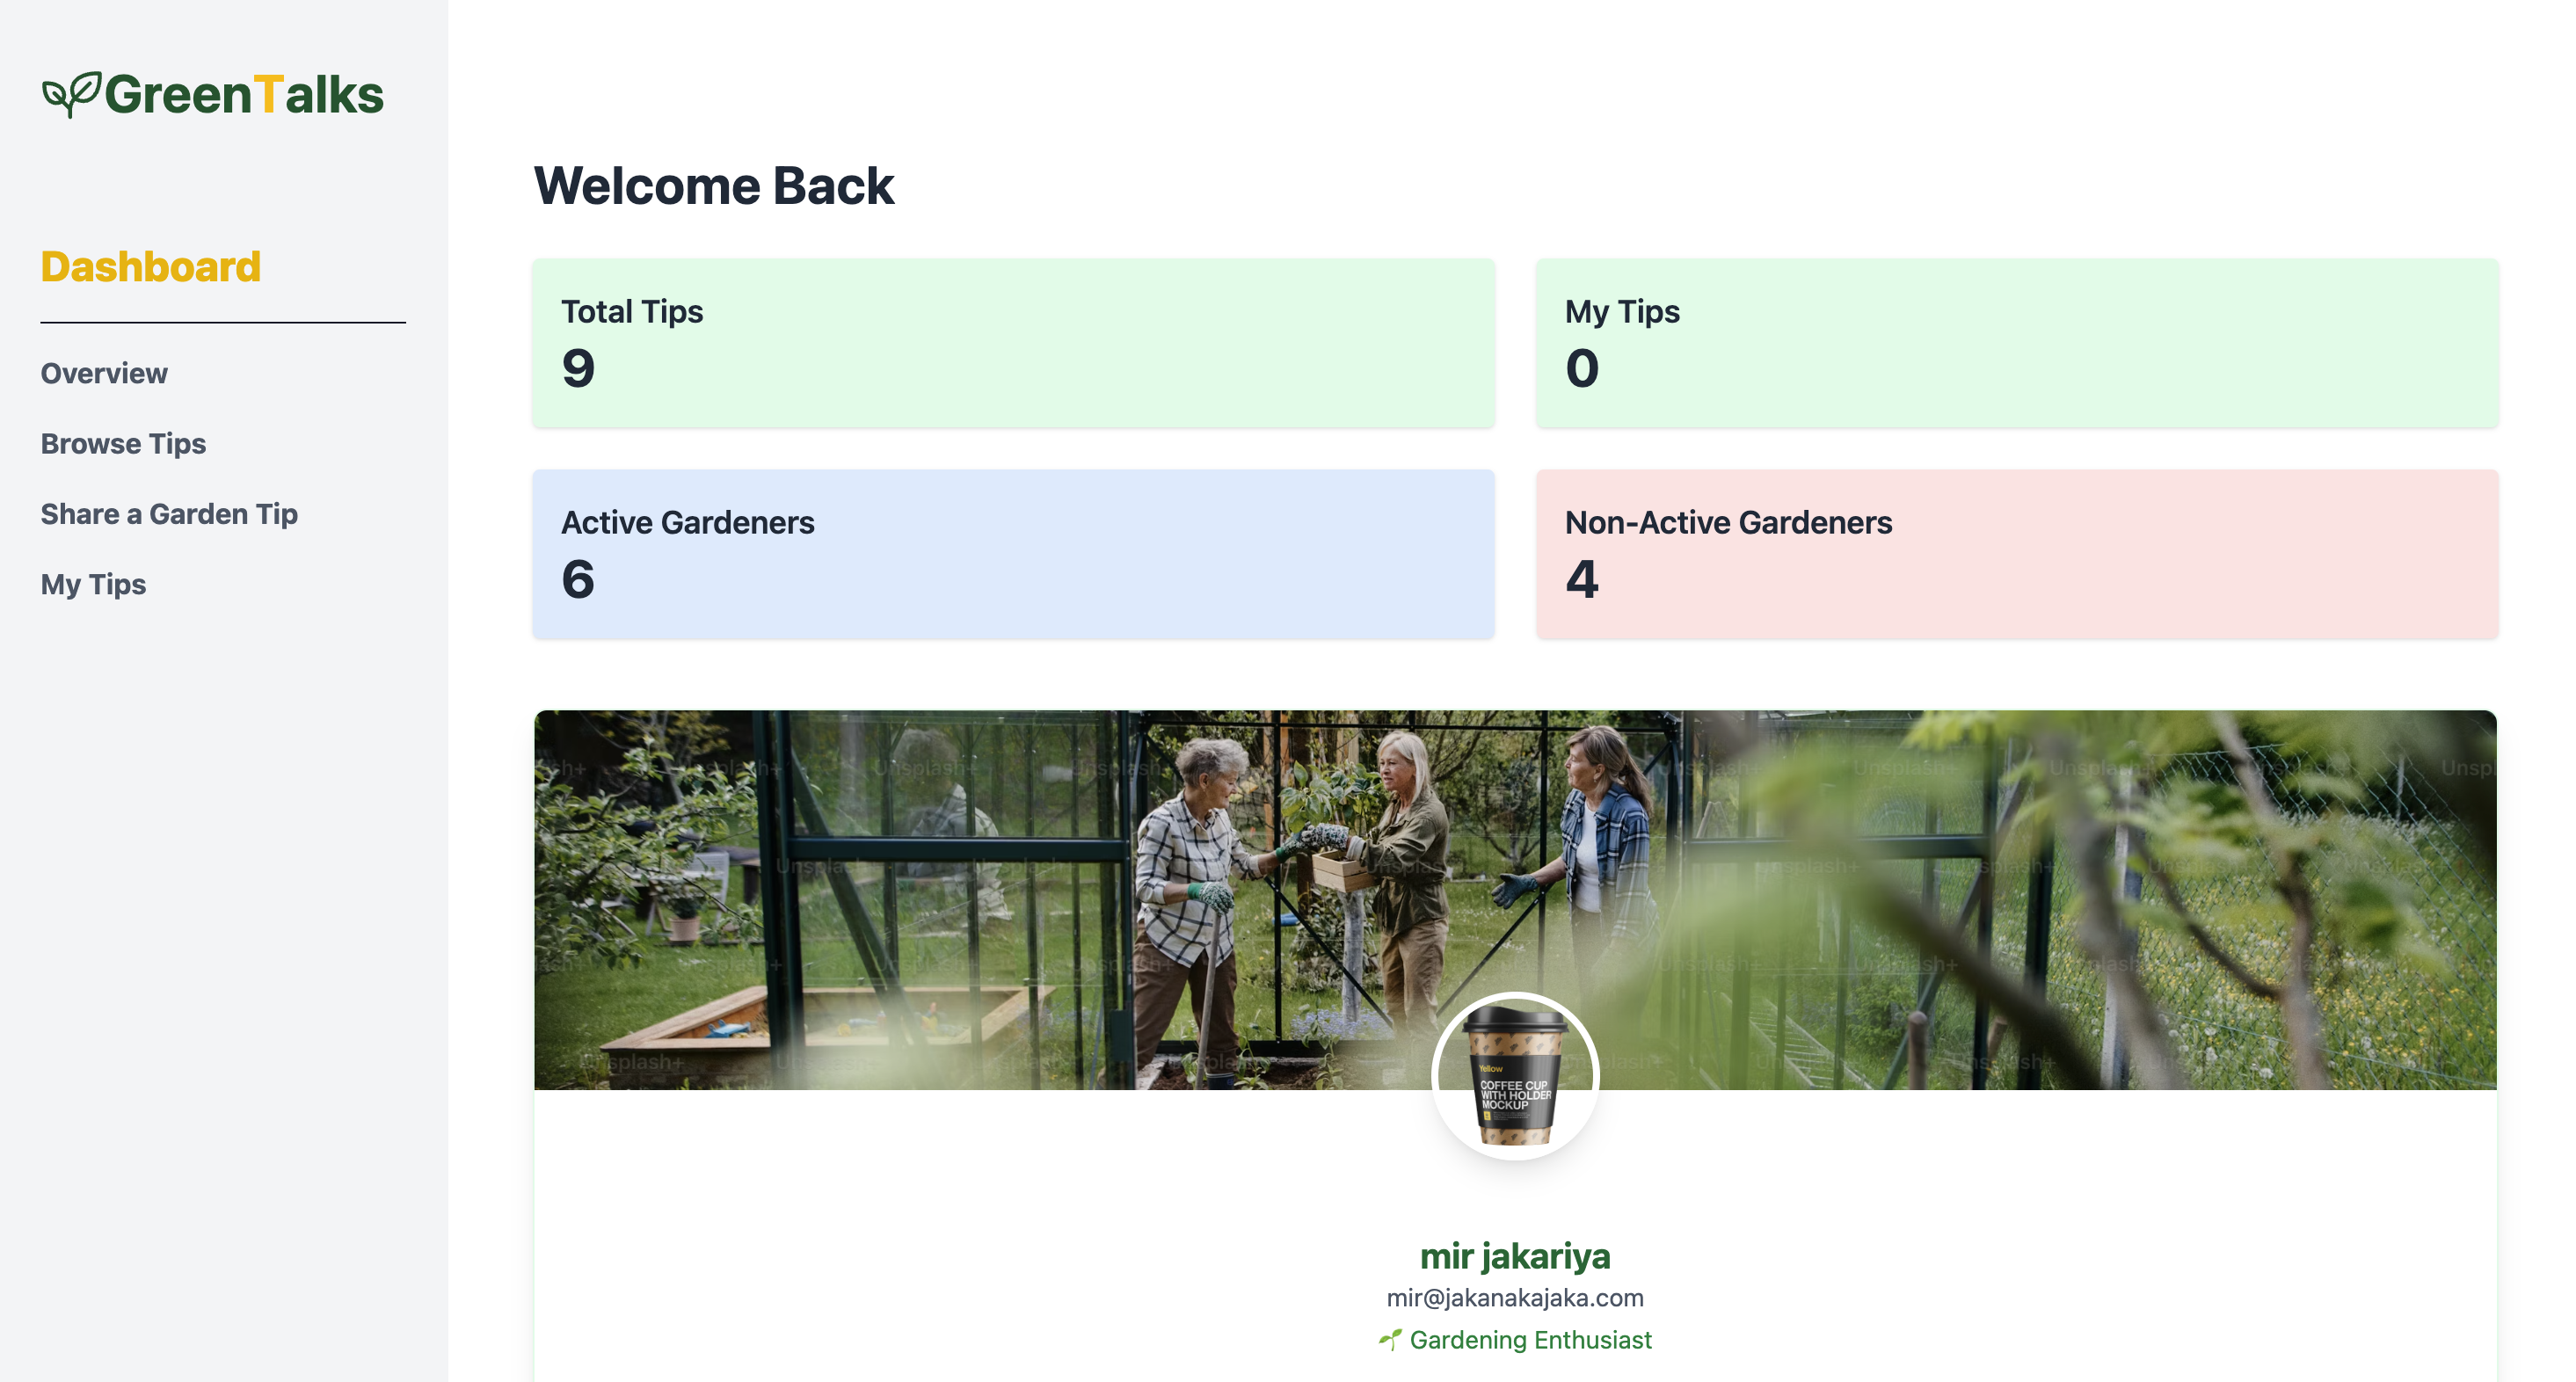 GreenTalks
Dashboard
Overview
Browse Tips
Share a Garden Tip
My Tips
Welcome Back
Total Tips
9
My Tips
0
Active Gardeners
6
Non-Active Gardeners
4
Unsplash+
Yellow
COFFEE CUP
WITH HOLDER
MOCKUP
mir jakariya
mir@jakanakajaka.com
🌱 Gardening Enthusiast